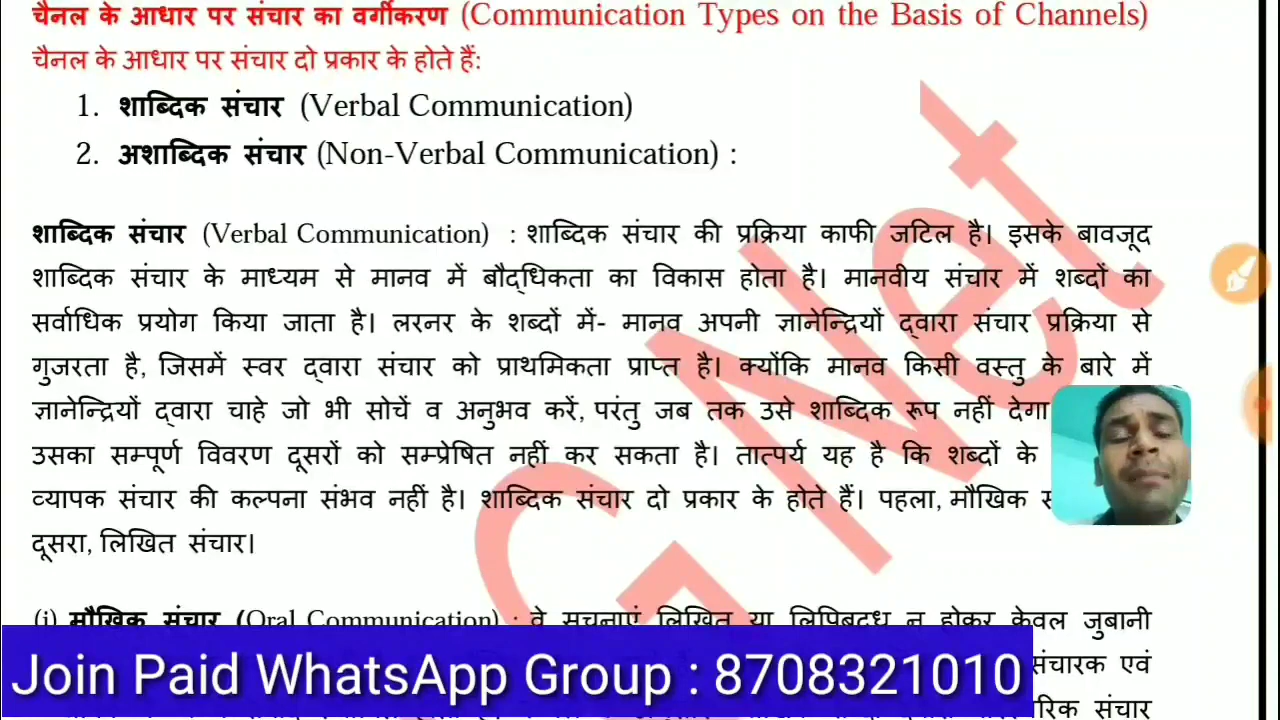 चैनल के आधार पर संचार का वर्गीकरण (Communication Types on the Basis of Channels)
चैनल के आधार पर संचार दो प्रकार के होते हैं:
1. शाब्दिक संचार (Verbal Communication)
2. अशाब्दिक संचार (Non-Verbal Communication) :
शाब्दिक संचार (Verbal Communication) : शाब्दिक संचार की प्रक्रिया काफी जटिल है। इसके बावजूद
शाब्दिक संचार के माध्यम से मानव में बौद्धिकता का विकास होता है। मानवीय संचार में शब्दों का
सर्वाधिक प्रयोग किया जाता है। लरनर के शब्दों में- मानव अपनी ज्ञानेन्द्रियों द्वारा संचार प्रक्रिया से
गुजरता है, जिसमें स्वर द्वारा संचार को प्राथमिकता प्राप्त है। क्योंकि मानव किसी वस्तु के बारे में
ज्ञानेन्द्रियों द्वारा चाहे जो भी सोचें व अनुभव करें, परंतु जब तक उसे शाब्दिक रूप नहीं देगा
उसका सम्पूर्ण विवरण दूसरों को सम्प्रेषित नहीं कर सकता है। तात्पर्य यह है कि शब्दों के
व्यापक संचार की कल्पना संभव नहीं है। शाब्दिक संचार दो प्रकार के होते हैं। पहला, मौखिक
दूसरा, लिखित संचार।
(i) मौखिक संचार (Oral Communication) : वे सूचनाएं लिखित या लिपिबद्ध न होकर केवल जुबानी
Join Paid WhatsApp Group : 8708321010
संचारक एवं
संचार
G Net